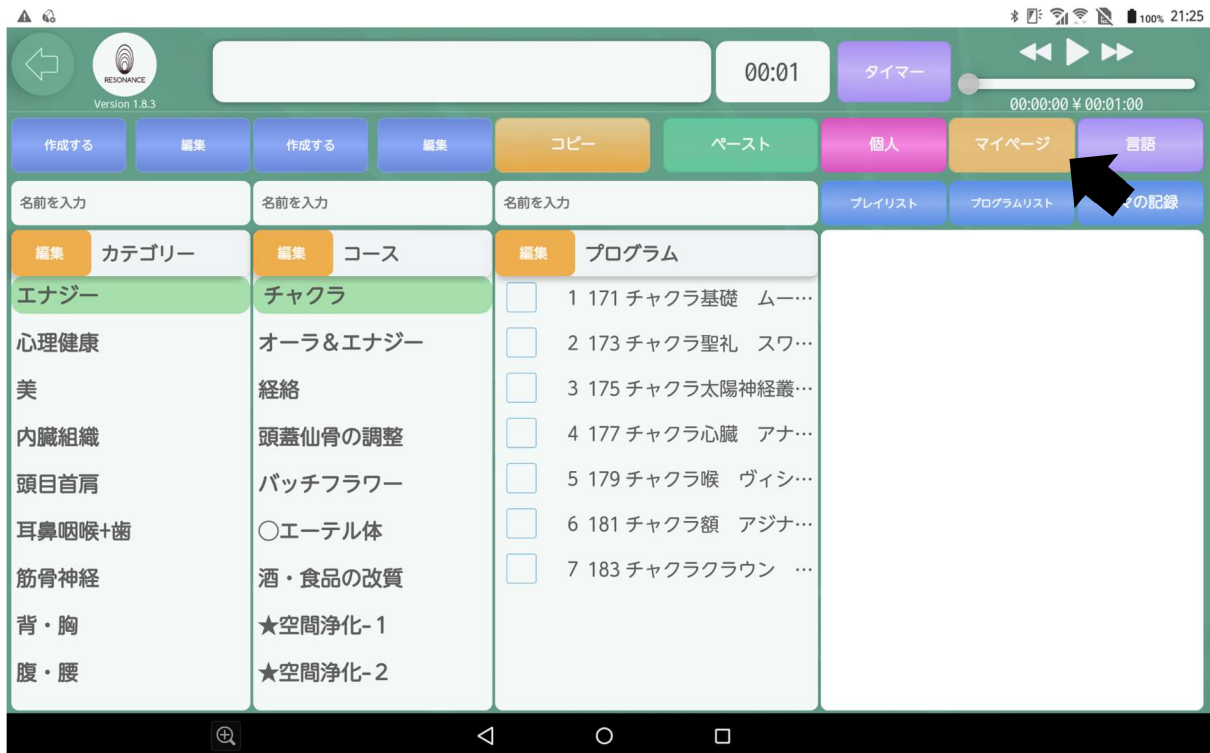 100% 21:25
RESONANCE
Version 1.8.3
00:01
タイマー
00:00:00 ¥ 00:01:00
作成する 編集 作成する 編集 コピー ペースト 個人 マイページ 言語
名前を入力 名前を入力 名前を入力 プレイリスト プログラムリスト 々の記録
編集 カテゴリー 編集 コース 編集 プログラム
エナジー チャクラ 1 171 チャクラ基礎 ムー…
心理健康 オーラ&エナジー 2 173 チャクラ聖礼 スワ…
美 経絡 3 175 チャクラ太陽神経叢…
内臓組織 頭蓋仙骨の調整 4 177 チャクラ心臓 アナ…
頭目首肩 バッチフラワー 5 179 チャクラ喉 ヴィシ…
耳鼻咽喉+歯 ○エーテル体 6 181 チャクラ額 アジナ…
筋骨神経 酒・食品の改質 7 183 チャクラクラウン …
背・胸 ★空間浄化-1
腹・腰 ★空間浄化-2